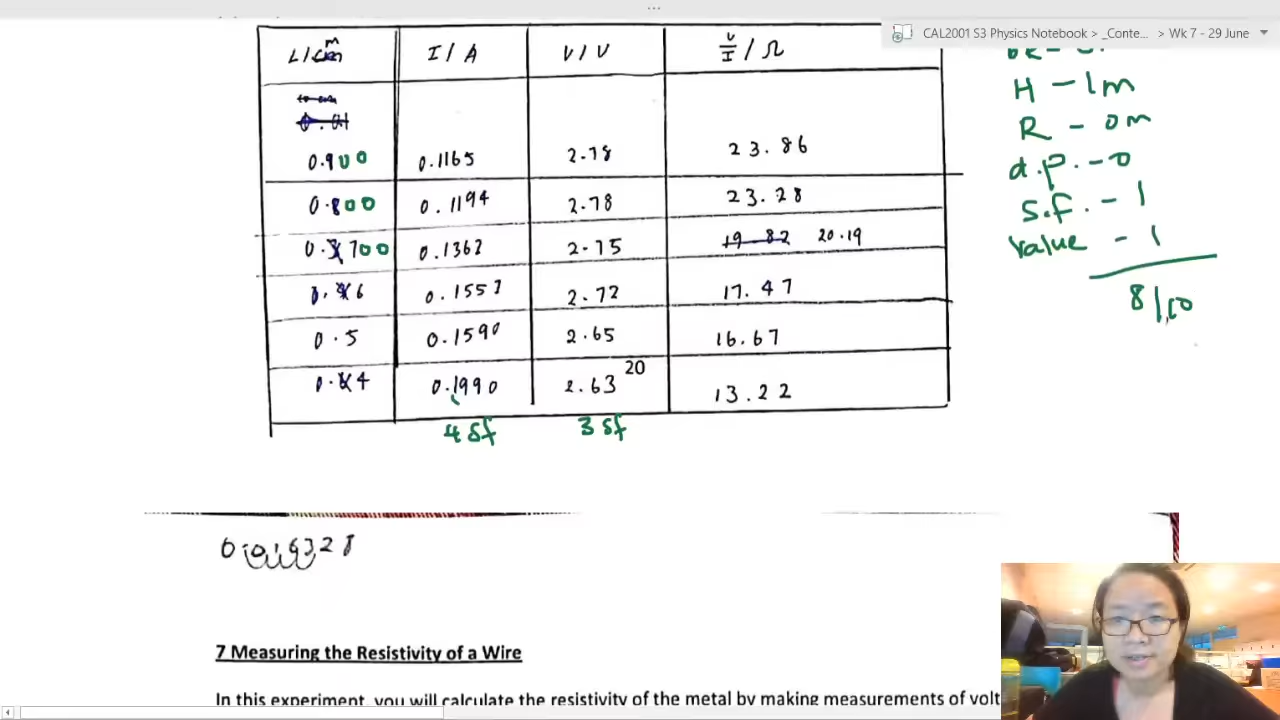 CAL2001 S3 Physics Notebook > _Conte... > Wk 7 - 29 June
L/cm m I/A V/V V/I / Ω
H - 1m
R - 0m
0.900 0.1165 2.78 23.86
d.p. - 0
0.800 0.1194 2.78 23.28
s.f. - 1
0.700 0.1362 2.75 19.82 20.19
value - 1
0.6 0.1557 2.72 17.47
8/10
0.5 0.1590 2.65 16.67
20
0.4 0.1990 2.63 13.22
4 sf 3 sf
7 Measuring the Resistivity of a Wire
In this experiment, you will calculate the resistivity of the metal by making measurements of volt